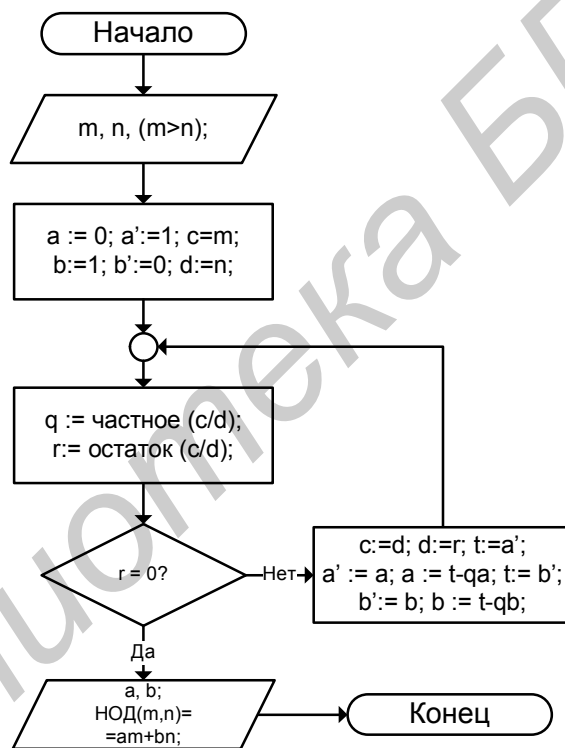 Начало
m, n, (m>n);
a := 0; a’:=1; c=m;
b:=1; b’:=0; d:=n;
q := частное (c/d);
r:= остаток (c/d);
r = 0?
Нет
c:=d; d:=r; t:=a’;
a’ := a; a := t-qa; t:= b’;
b’:= b; b := t-qb;
Да
a, b;
НОД(m,n)=
=am+bn;
Конец